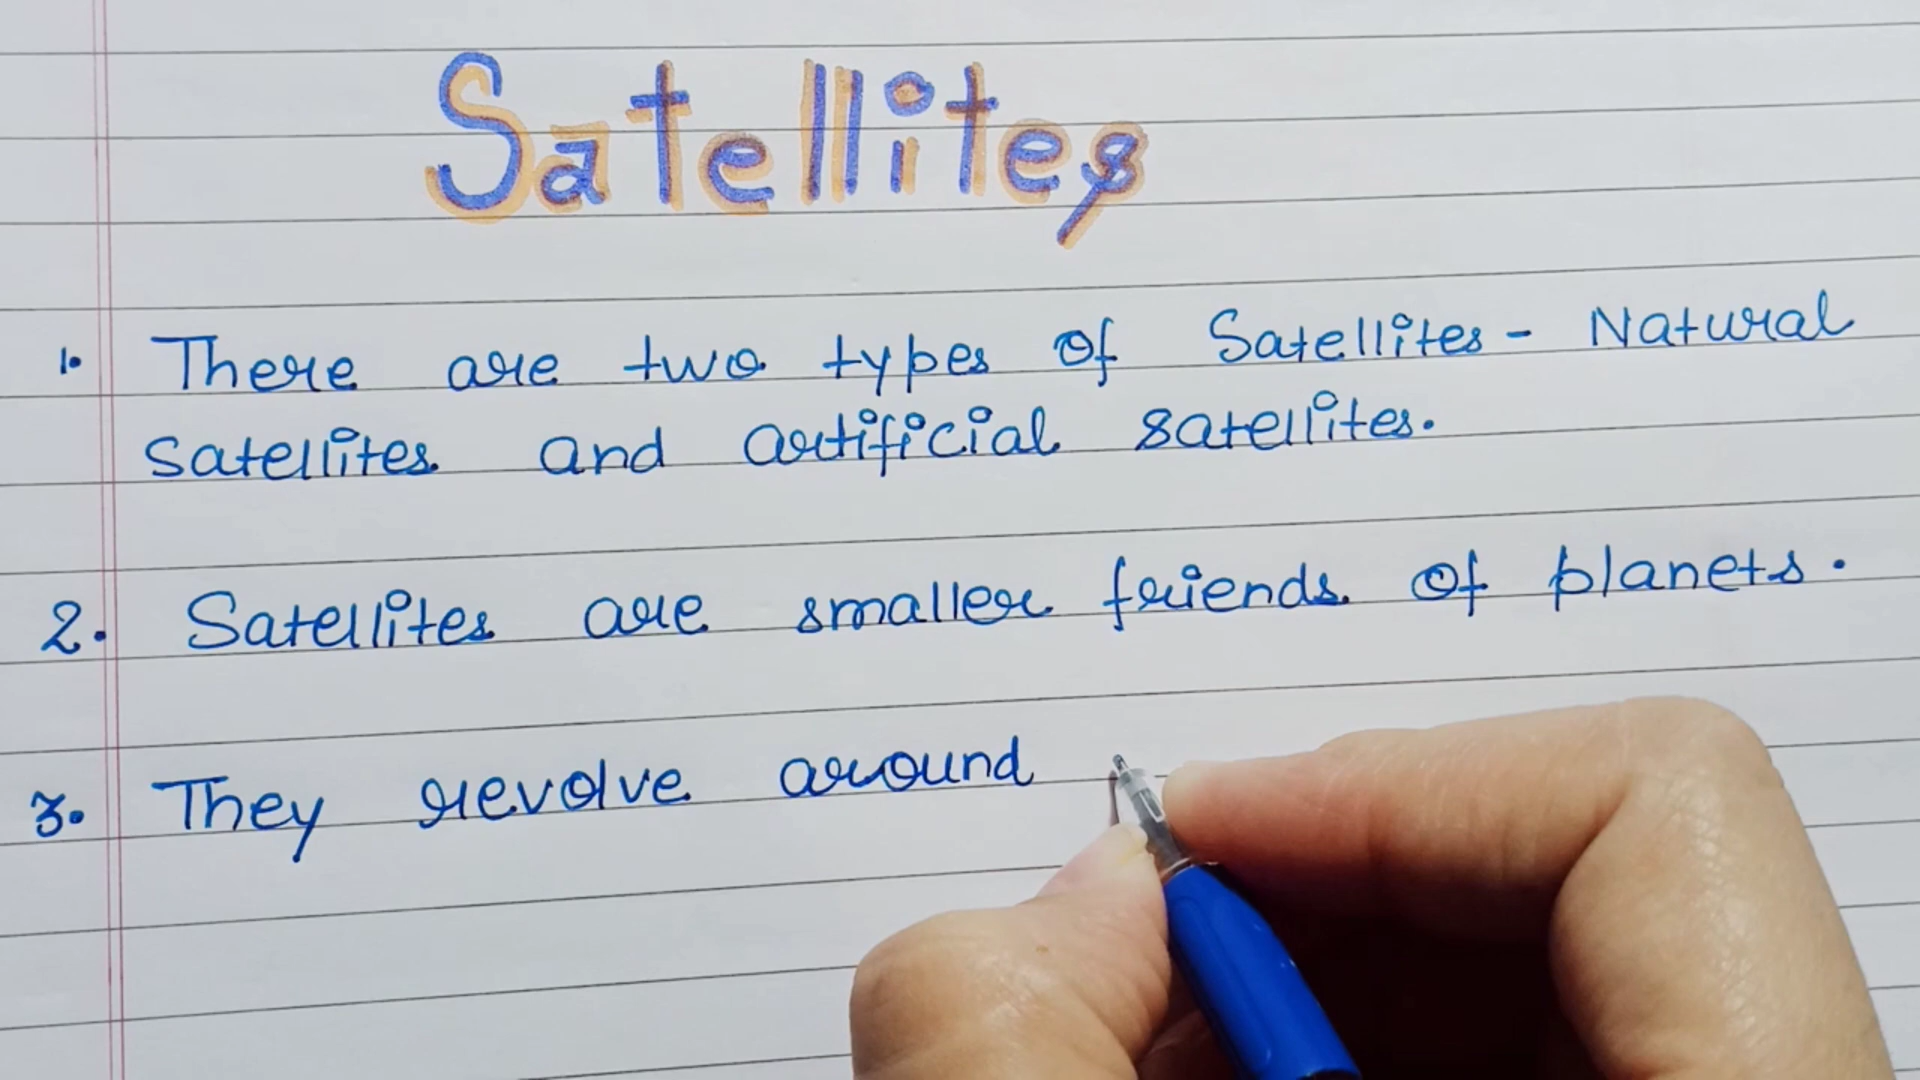 Satellites
1. There are two types of Satellites - Natural
satellites and artificial satellites.
2. Satellites are smaller friends of planets.
3. They revolve around